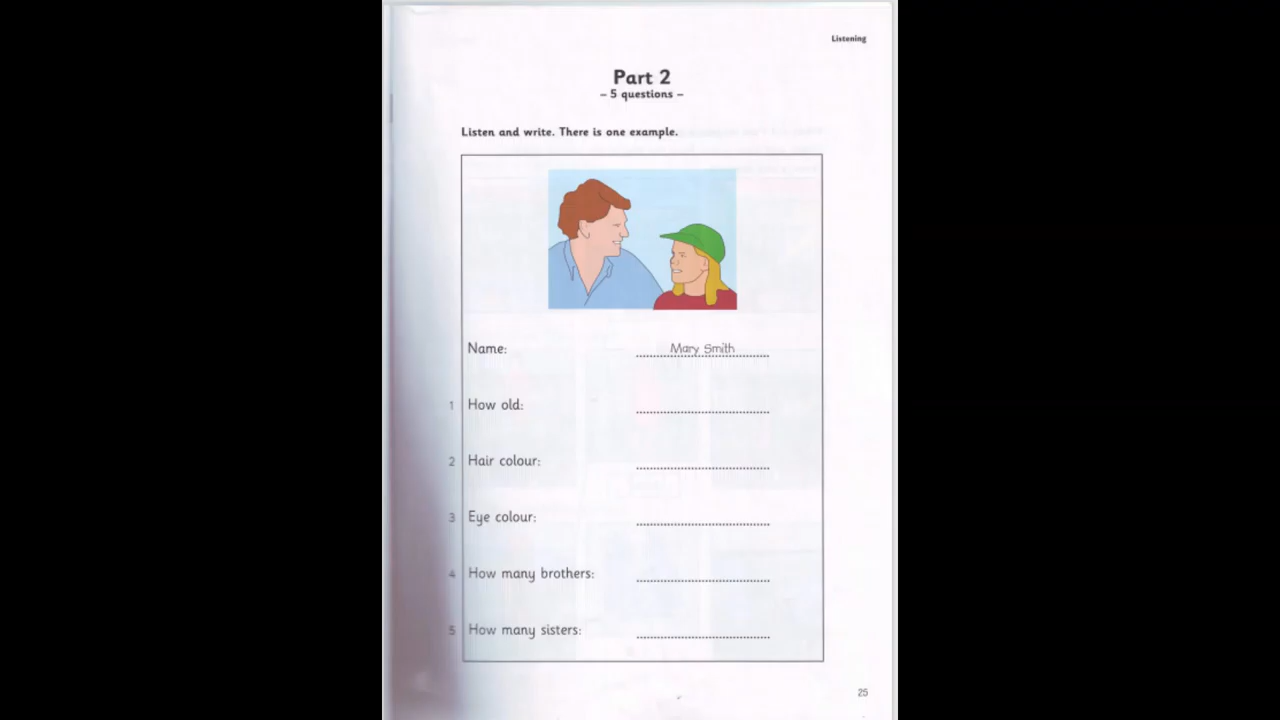 Listening
Part 2
– 5 questions –
Listen and write. There is one example.
Name: Mary Smith
1 How old:
2 Hair colour:
3 Eye colour:
4 How many brothers:
5 How many sisters:
25